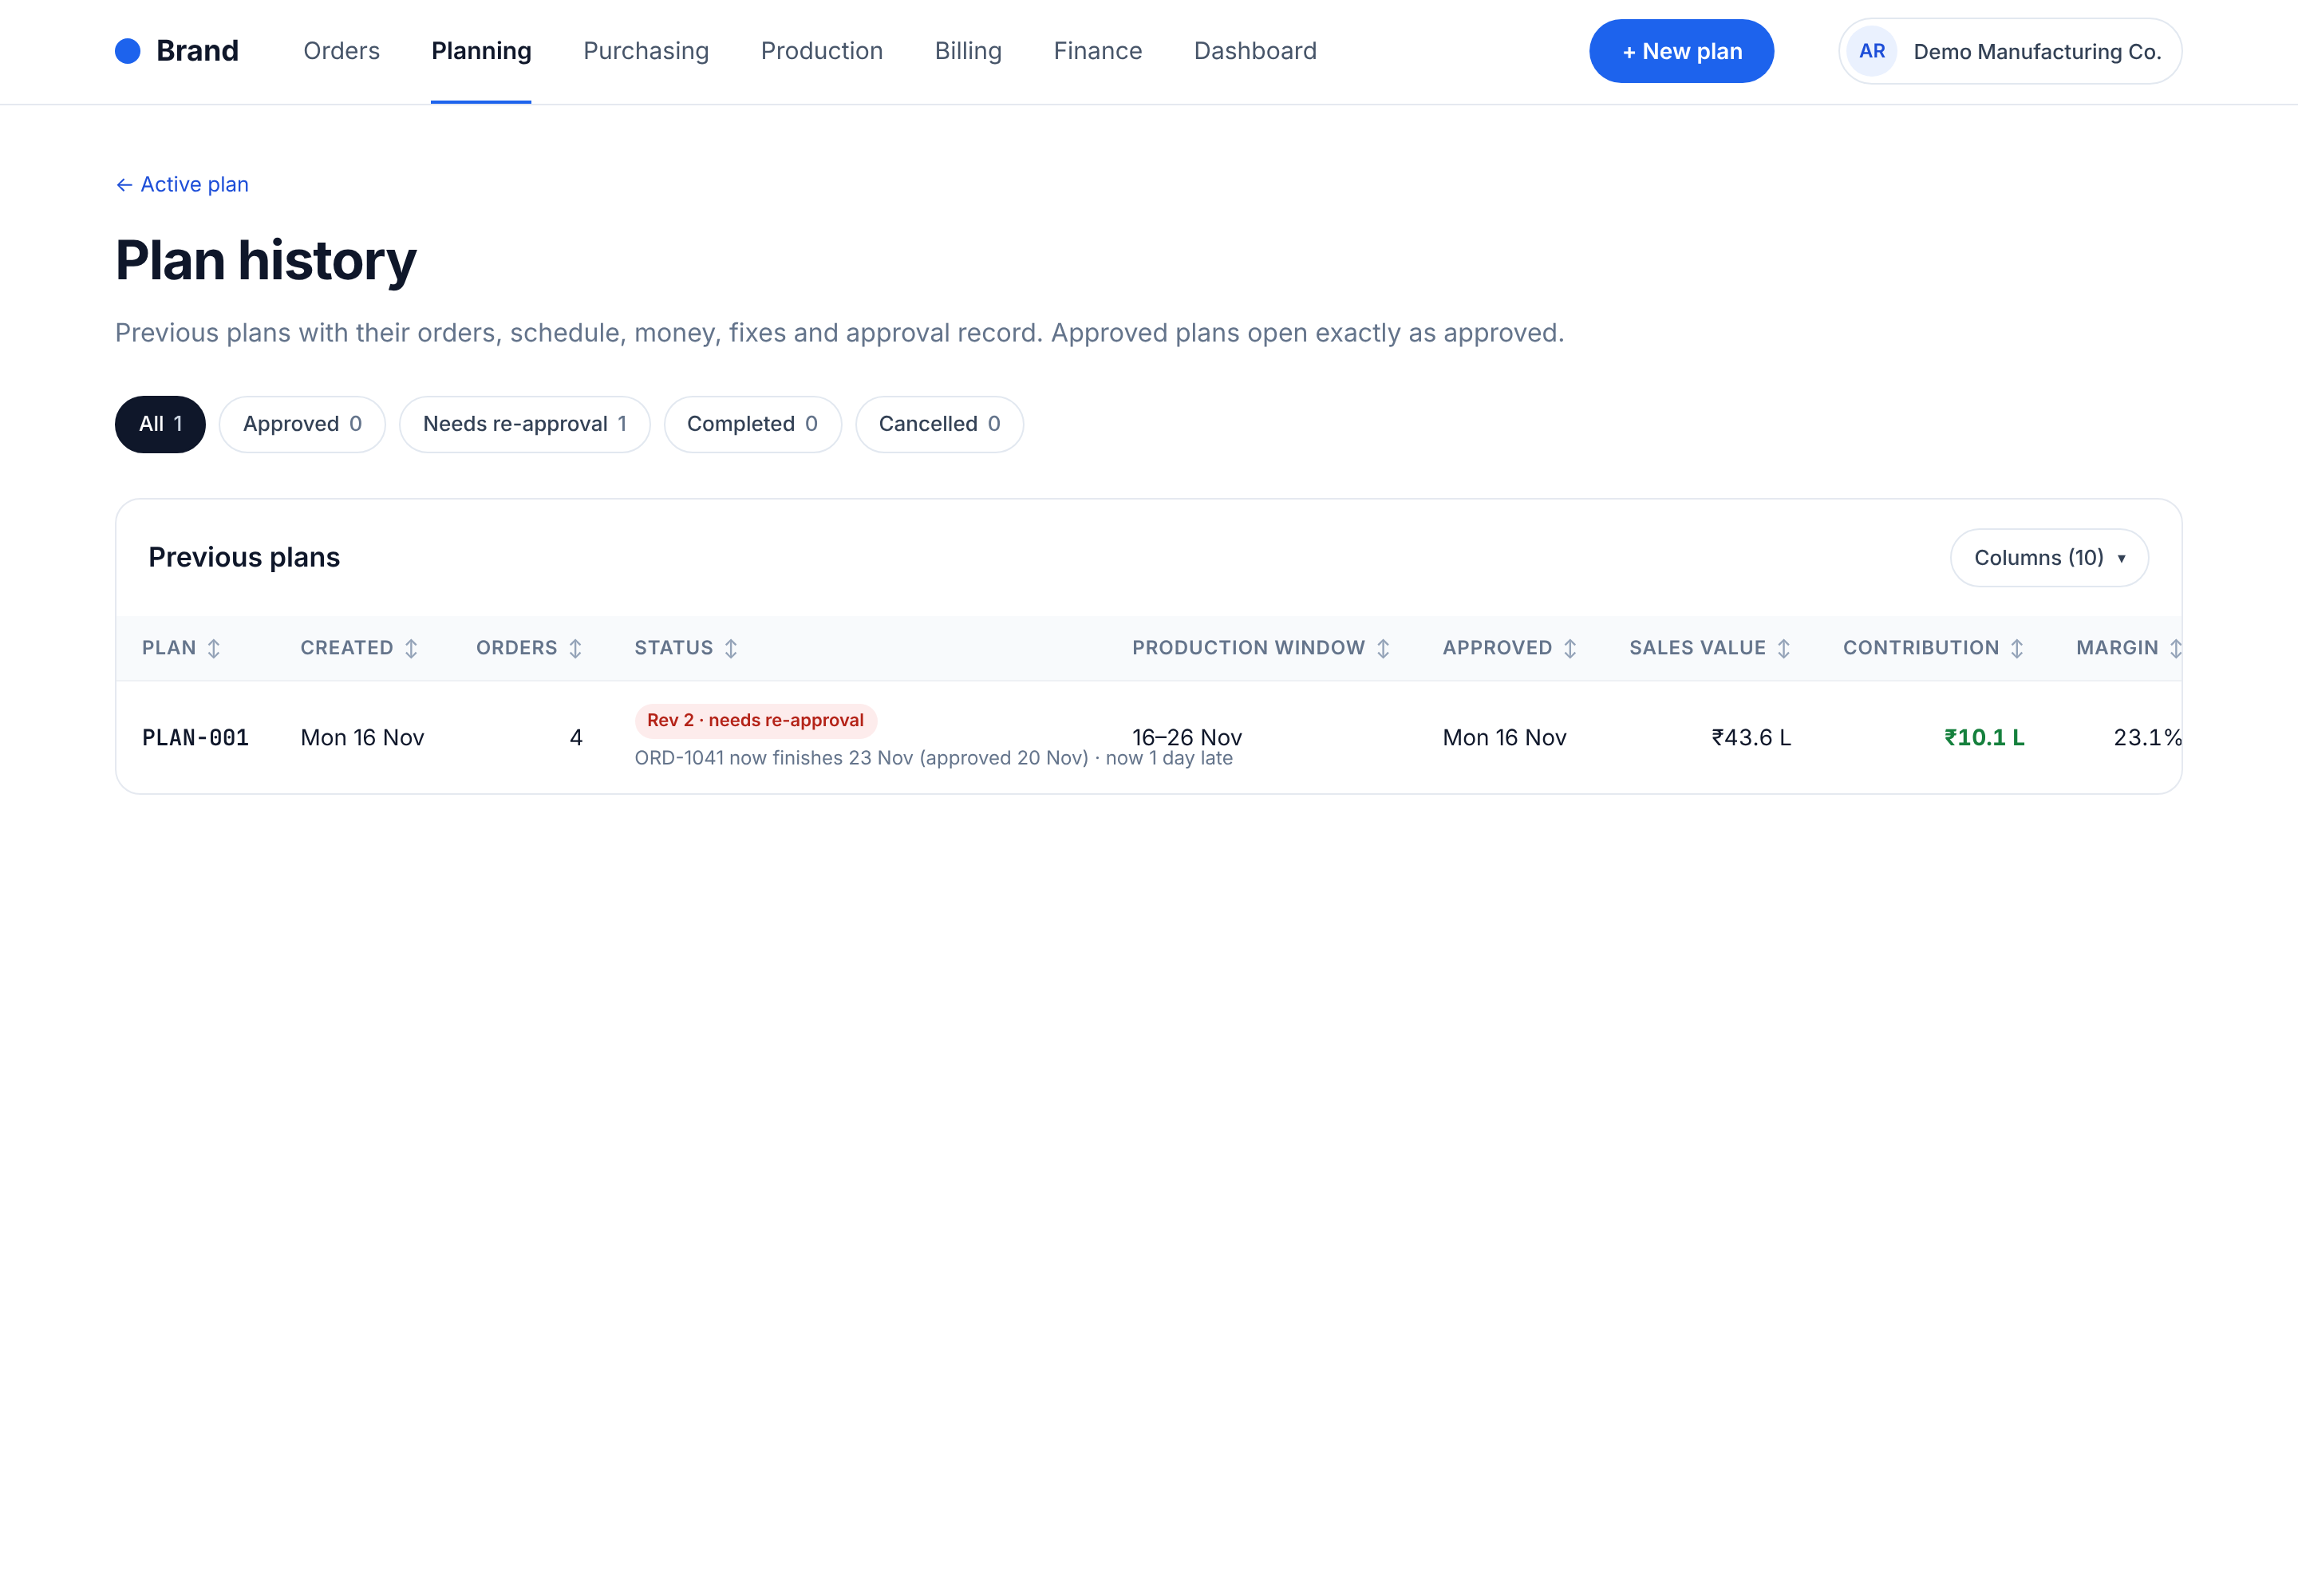 Brand Orders Planning Purchasing Production Billing Finance Dashboard + New plan AR Demo Manufacturing Co.
← Active plan
Plan history
Previous plans with their orders, schedule, money, fixes and approval record. Approved plans open exactly as approved.
All 1 Approved 0 Needs re-approval 1 Completed 0 Cancelled 0
Previous plans Columns (10) ▾
PLAN ↕ CREATED ↕ ORDERS ↕ STATUS ↕ PRODUCTION WINDOW ↕ APPROVED ↕ SALES VALUE ↕ CONTRIBUTION ↕ MARGIN ↕
Rev 2 · needs re-approval
PLAN-001 Mon 16 Nov 4 16–26 Nov Mon 16 Nov ₹43.6 L ₹10.1 L 23.1%
ORD-1041 now finishes 23 Nov (approved 20 Nov) · now 1 day late